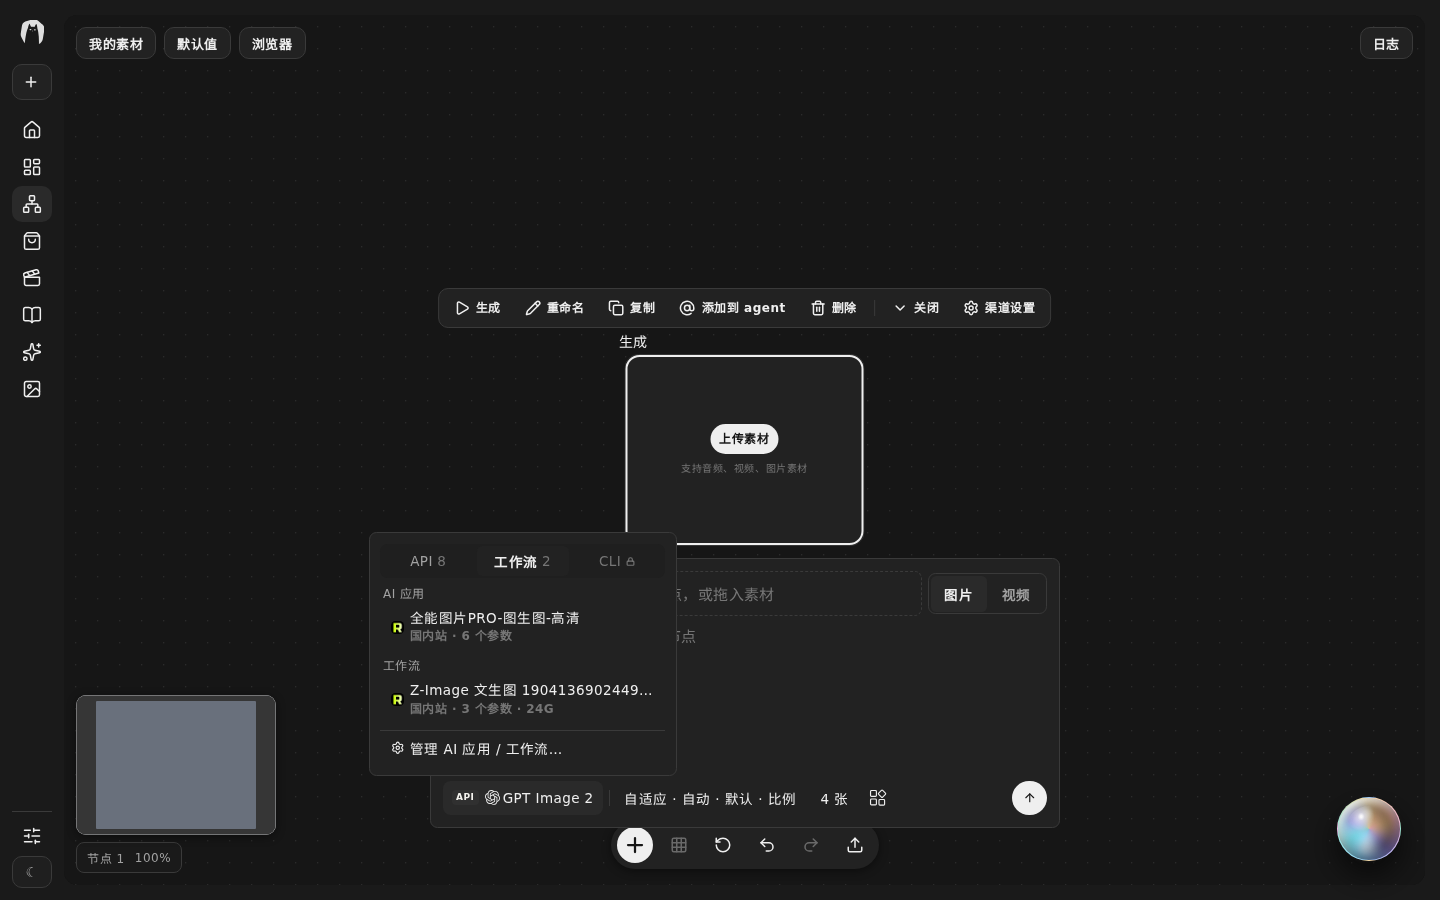 我的素材
默认值
浏览器
日志
生成
重命名
复制
添加到 agent
删除
关闭
渠道设置
生成
上传素材
支持音频、视频、图片素材
API 8
工作流 2
CLI
AI 应用
全能图片PRO-图生图-高清
国内站 · 6 个参数
工作流
Z-Image 文生图 1904136902449...
国内站 · 3 个参数 · 24G
管理 AI 应用 / 工作流...
，或拖入素材
图片
视频
点
API
GPT Image 2
自适应 · 自动 · 默认 · 比例
4 张
节点 1
100%